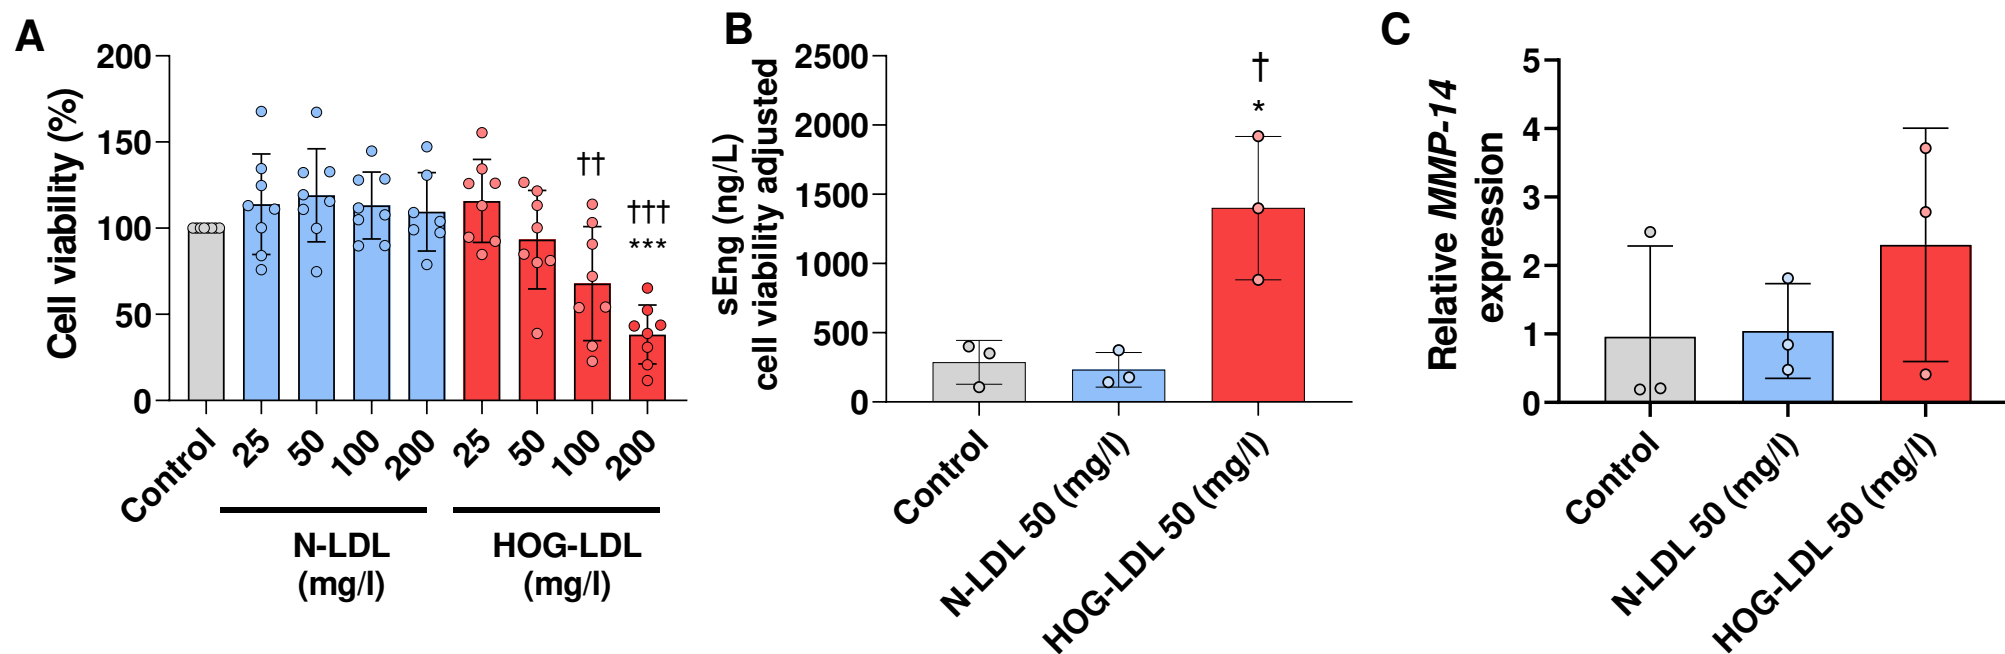 A
Cell viability (%)
200
150
100
50
0
††
†††
***
Control
25
50
100
200
25
50
100
200
N-LDL
(mg/l)
HOG-LDL
(mg/l)
B
sEng (ng/L)
cell viability adjusted
2500
2000
1500
1000
500
0
†
*
Control
N-LDL 50 (mg/l)
HOG-LDL 50 (mg/l)
C
Relative MMP-14
expression
5
4
3
2
1
0
Control
N-LDL 50 (mg/l)
HOG-LDL 50 (mg/l)